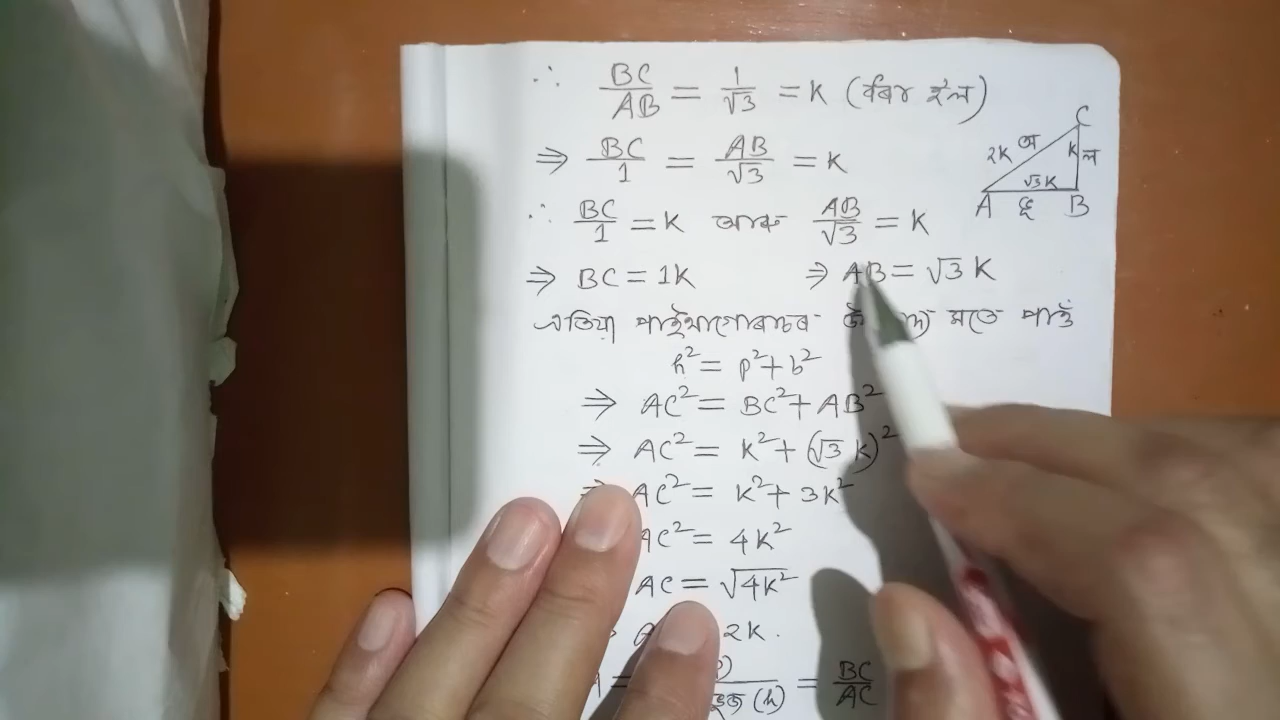 ∴ BC/AB = 1/√3 = K (ধৰিব হ'ল)
⇒ BC/1 = AB/√3 = K
∴ BC/1 = K আৰু AB/√3 = K
⇒ BC = 1K ⇒ AB = √3 K
এতিয়া পাইথাগোৰাচৰ মতে পাওঁ
h² = p² + b²
⇒ AC² = BC² + AB²
⇒ AC² = K² + (√3 K)²
⇒ AC² = K² + 3K²
AC² = 4K²
AC = √4K²
2K.
(h) = BC/AC
C
2K অ K ল
√3 K
A ভ B